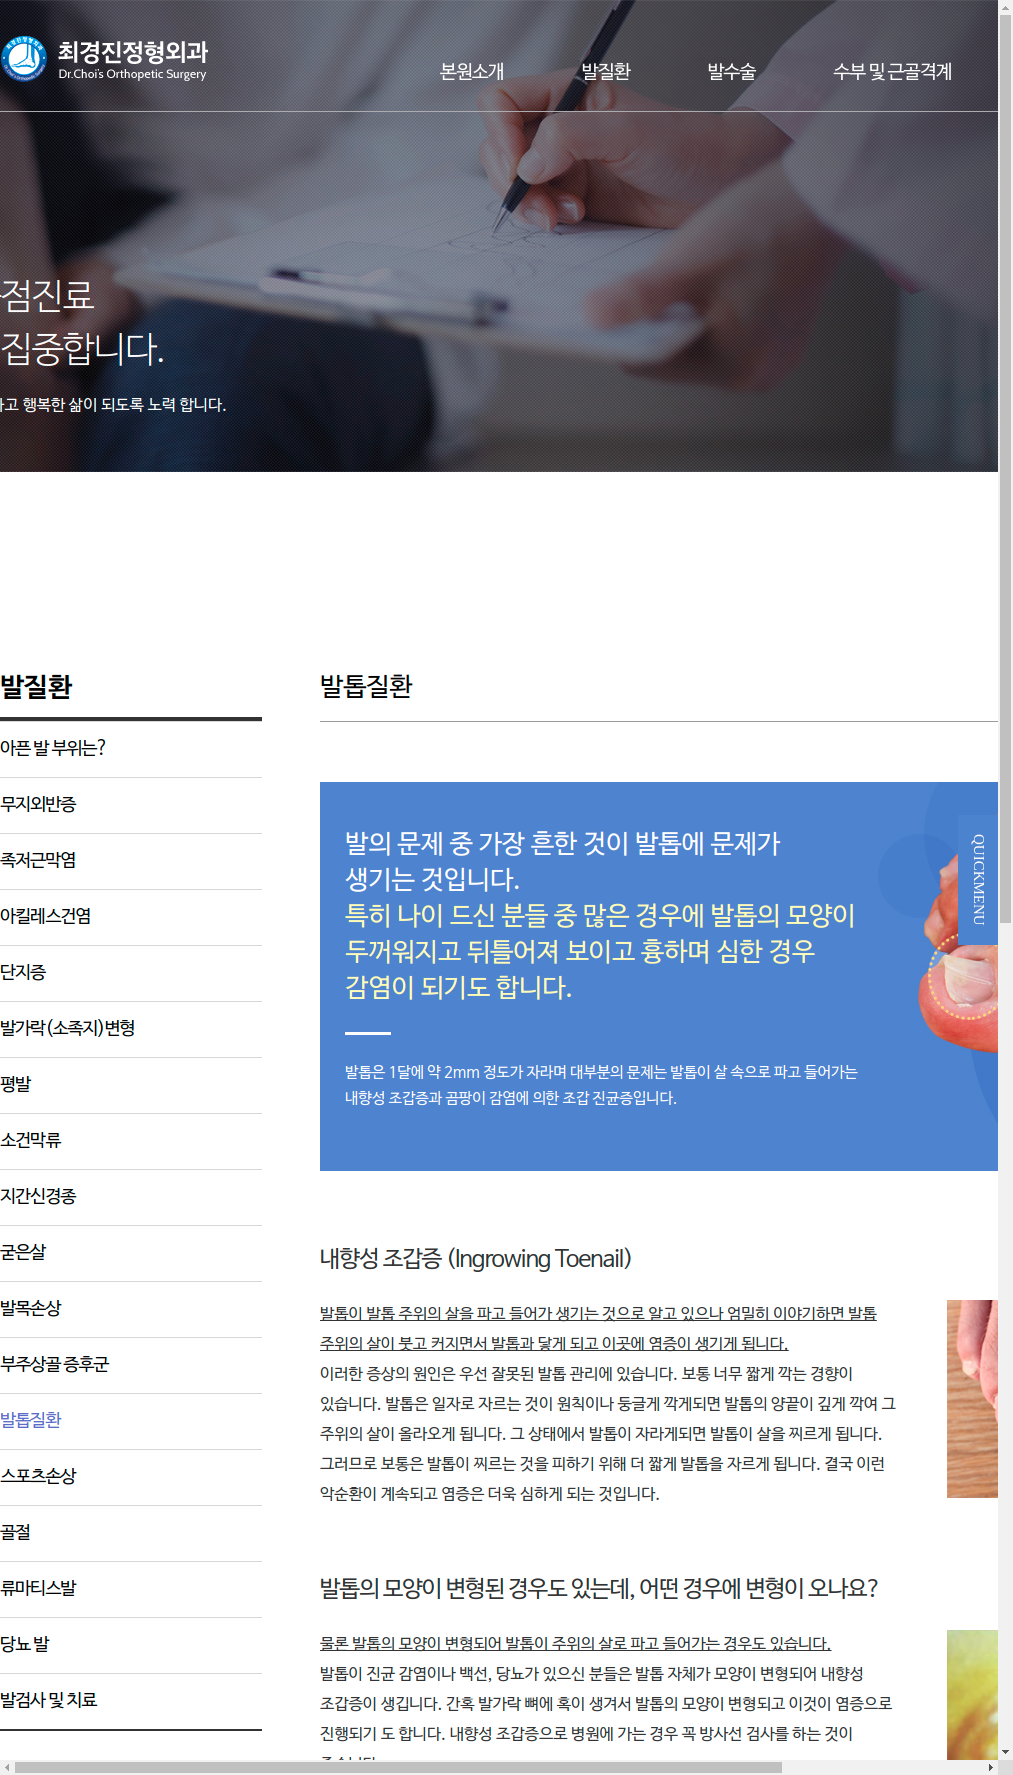 최경진정형외과
Dr.Choi's Orthopetic Surgery
본원소개
발질환
발수술
수부 및 근골격계
점진료
집중합니다.
고 행복한 삶이 되도록 노력 합니다.
발질환
아픈 발 부위는?
무지외반증
족저근막염
아킬레스건염
단지증
발가락(소족지)변형
평발
소건막류
지간신경종
굳은살
발목손상
부주상골 증후군
발톱질환
스포츠손상
골절
류마티스발
당뇨 발
발검사 및 치료
발톱질환
발의 문제 중 가장 흔한 것이 발톱에 문제가
생기는 것입니다.
특히 나이 드신 분들 중 많은 경우에 발톱의 모양이
두꺼워지고 뒤틀어져 보이고 흉하며 심한 경우
감염이 되기도 합니다.
발톱은 1달에 약 2mm 정도가 자라며 대부분의 문제는 발톱이 살 속으로 파고 들어가는
내향성 조갑증과 곰팡이 감염에 의한 조갑 진균증입니다.
QUICKMENU
내향성 조갑증 (Ingrowing Toenail)
발톱이 발톱 주위의 살을 파고 들어가 생기는 것으로 알고 있으나 엄밀히 이야기하면 발톱
주위의 살이 붓고 커지면서 발톱과 닿게 되고 이곳에 염증이 생기게 됩니다.
이러한 증상의 원인은 우선 잘못된 발톱 관리에 있습니다. 보통 너무 짧게 깍는 경향이
있습니다. 발톱은 일자로 자르는 것이 원칙이나 둥글게 깍게되면 발톱의 양끝이 깊게 깍여 그
주위의 살이 올라오게 됩니다. 그 상태에서 발톱이 자라게되면 발톱이 살을 찌르게 됩니다.
그러므로 보통은 발톱이 찌르는 것을 피하기 위해 더 짧게 발톱을 자르게 됩니다. 결국 이런
악순환이 계속되고 염증은 더욱 심하게 되는 것입니다.
발톱의 모양이 변형된 경우도 있는데, 어떤 경우에 변형이 오나요?
물론 발톱의 모양이 변형되어 발톱이 주위의 살로 파고 들어가는 경우도 있습니다.
발톱이 진균 감염이나 백선, 당뇨가 있으신 분들은 발톱 자체가 모양이 변형되어 내향성
조갑증이 생깁니다. 간혹 발가락 뼈에 혹이 생겨서 발톱의 모양이 변형되고 이것이 염증으로
진행되기 도 합니다. 내향성 조갑증으로 병원에 가는 경우 꼭 방사선 검사를 하는 것이